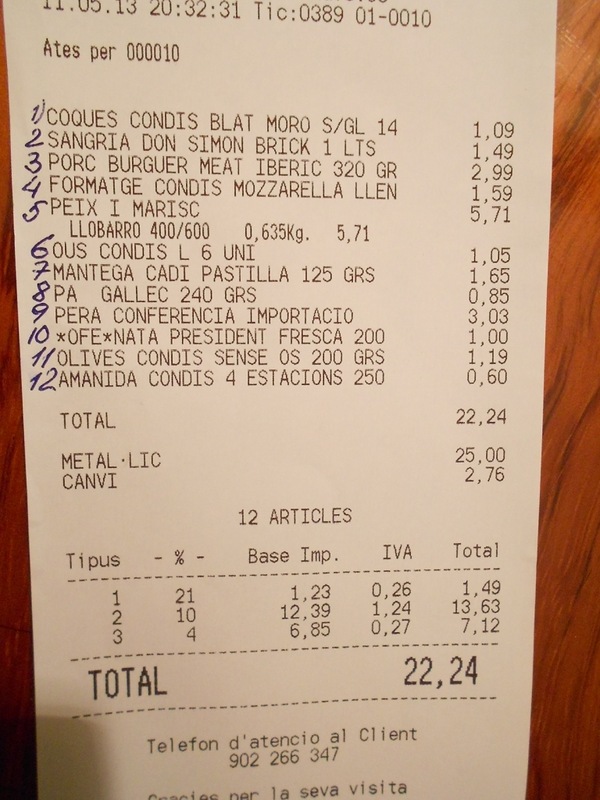 11.05.13 20:32:31 Tic:0389 01-0010
Ates per 000010
1) COQUES CONDIS BLAT MORO S/GL 14 1,09
2 SANGRIA DON SIMON BRICK 1 LTS 1,49
3 PORC BURGUER MEAT IBERIC 320 GR 2,99
4 FORMATGE CONDIS MOZZARELLA LLEN 1,59
5 PEIX I MARISC 5,71
LLOBARRO 400/600 0,635Kg. 5,71
6 OUS CONDIS L 6 UNI 1,05
7 MANTEGA CADI PASTILLA 125 GRS 1,65
8 PA GALLEC 240 GRS 0,85
9 PERA CONFERENCIA IMPORTACIO 3,03
10 *OFE*NATA PRESIDENT FRESCA 200 1,00
11 OLIVES CONDIS SENSE OS 200 GRS 1,19
12 AMANIDA CONDIS 4 ESTACIONS 250 0,60
TOTAL 22,24
METAL·LIC 25,00
CANVI 2,76
12 ARTICLES
Tipus - % - Base Imp. IVA Total
1 21 1,23 0,26 1,49
2 10 12,39 1,24 13,63
3 4 6,85 0,27 7,12
TOTAL 22,24
Telefon d'atencio al Client
902 266 347
Gracies per la seva visita